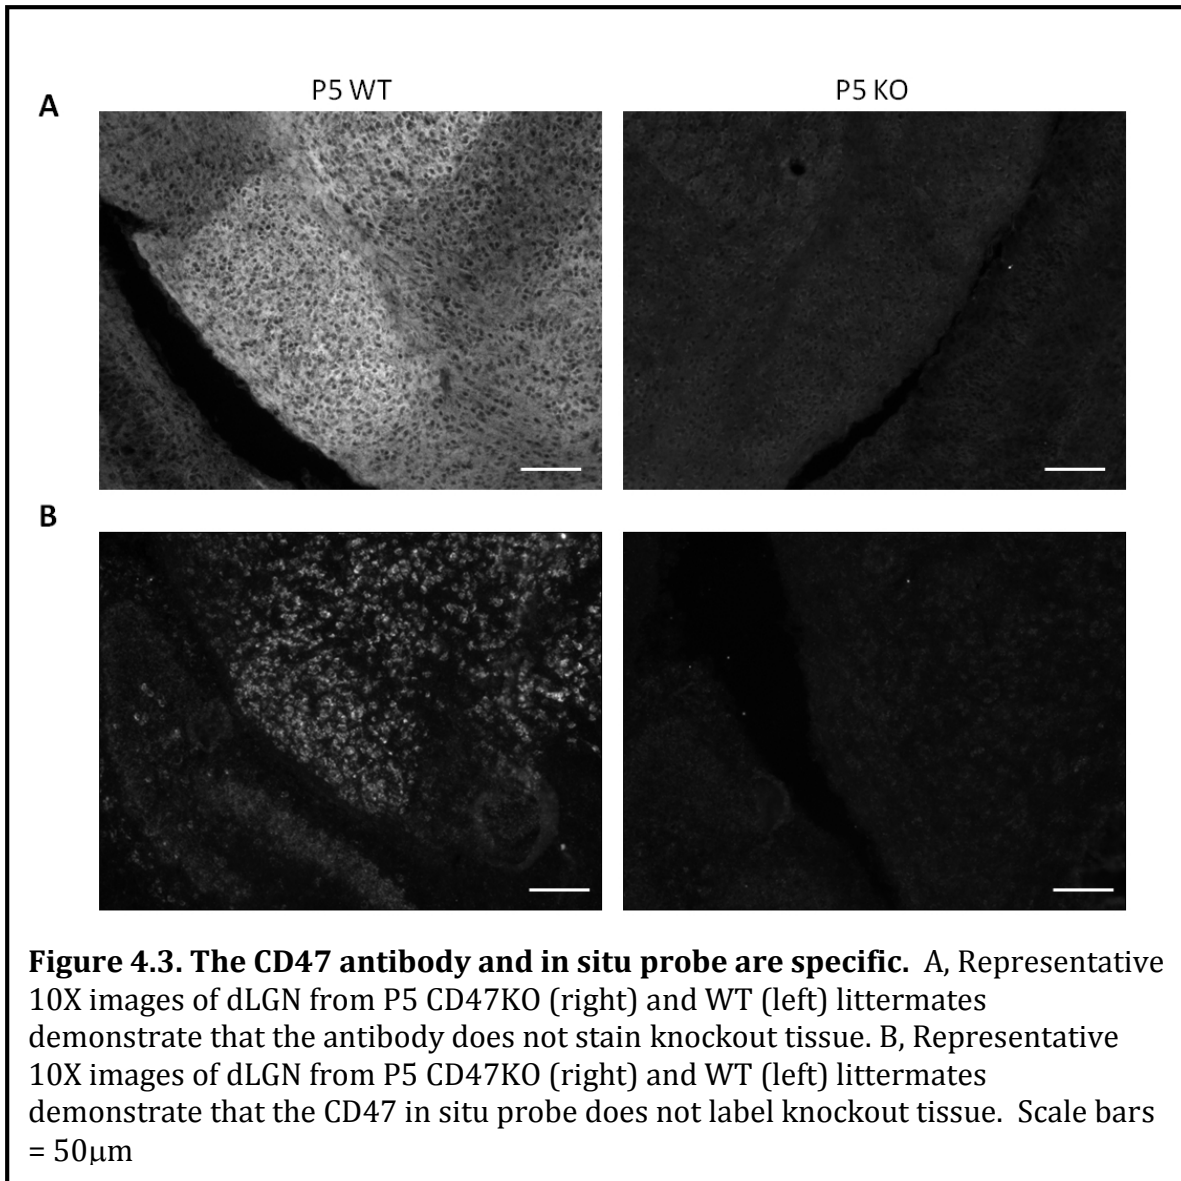 P5 WT
P5 KO
A
B
Figure 4.3. The CD47 antibody and in situ probe are specific. A, Representative
10X images of dLGN from P5 CD47KO (right) and WT (left) littermates
demonstrate that the antibody does not stain knockout tissue. B, Representative
10X images of dLGN from P5 CD47KO (right) and WT (left) littermates
demonstrate that the CD47 in situ probe does not label knockout tissue. Scale bars
= 50μm